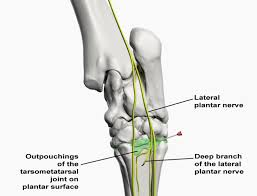 Lateral
plantar nerve
Outpouchings
of the
tarsometatarsal
joint on
plantar surface
Deep branch
of the lateral
plantar nerve